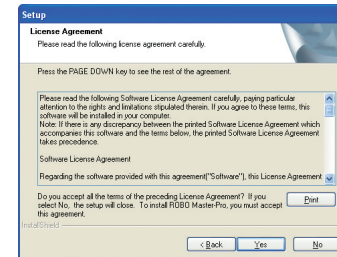 Setup
License Agreement
Please read the following license agreement carefully.
Press the PAGE DOWN key to see the rest of the agreement.
Please read the following Software License Agreement carefully, paying particular
attention to the rights and limitations stipulated therein. If you agree to these terms, this
software will be installed in your computer.
Note: If there is any discrepancy between the printed Software License Agreement which
accompanies this software and the terms below, the printed Software License Agreement
takes precedence.
Software License Agreement
Regarding the software provided with this agreement("Software"), this License Agreement
Do you accept all the terms of the preceding License Agreement? If you
select No, the setup will close. To install ROBO Master-Pro, you must accept
this agreement.
Print
InstallShield
< Back
Yes
No